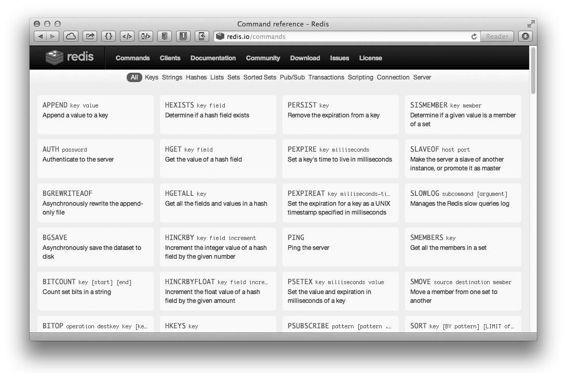 Command reference – Redis
redis.io/commands
Reader
redis
Commands Clients Documentation Community Download Issues License
All Keys Strings Hashes Lists Sets Sorted Sets Pub/Sub Transactions Scripting Connection Server
APPEND key value
Append a value to a key
HEXISTS key field
Determine if a hash field exists
PERSIST key
Remove the expiration from a key
SISMEMBER key member
Determine if a given value is a member
of a set
AUTH password
Authenticate to the server
HGET key field
Get the value of a hash field
PEXPIRE key milliseconds
Set a key's time to live in milliseconds
SLAVEOF host port
Make the server a slave of another
instance, or promote it as master
BGREWRITEAOF
Asynchronously rewrite the append-
only file
HGETALL key
Get all the fields and values in a hash
PEXPIREAT key milliseconds-ti…
Set the expiration for a key as a UNIX
timestamp specified in milliseconds
SLOWLOG subcommand [argument]
Manages the Redis slow queries log
BGSAVE
Asynchronously save the dataset to
disk
HINCRBY key field increment
Increment the integer value of a hash
field by the given number
PING
Ping the server
SMEMBERS key
Get all the members in a set
BITCOUNT key [start] [end]
Count set bits in a string
HINCRBYFLOAT key field incre…
Increment the float value of a hash
field by the given amount
PSETEX key milliseconds value
Set the value and expiration in
milliseconds of a key
SMOVE source destination member
Move a member from one set to
another
BITOP operation destkey key [ke…
HKEYS key
PSUBSCRIBE pattern [pattern …
SORT key [BY pattern] [LIMIT of…